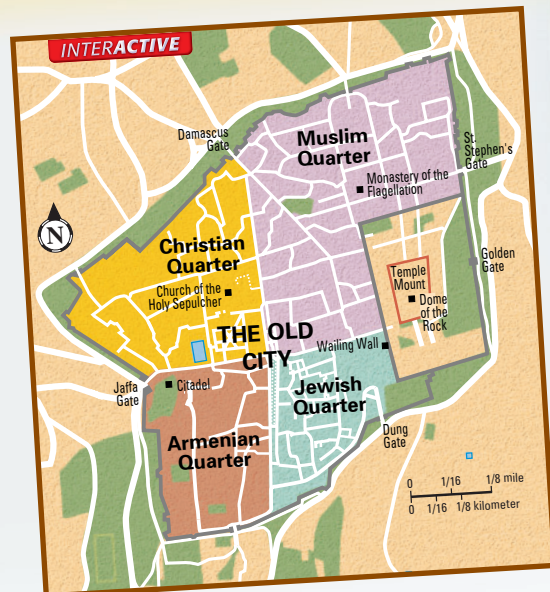 INTERACTIVE
Damascus
Gate
Muslim
Quarter
St.
Stephen's
Gate
Monastery of the
Flagellation
N
Christian
Quarter
Golden
Gate
Temple
Mount
Church of the
Holy Sepulcher
Dome
of the
Rock
THE OLD
CITY
Wailing Wall
Jaffa
Gate
Citadel
Jewish
Quarter
Armenian
Quarter
Dung
Gate
0 1/16 1/8 mile
0 1/16 1/8 kilometer